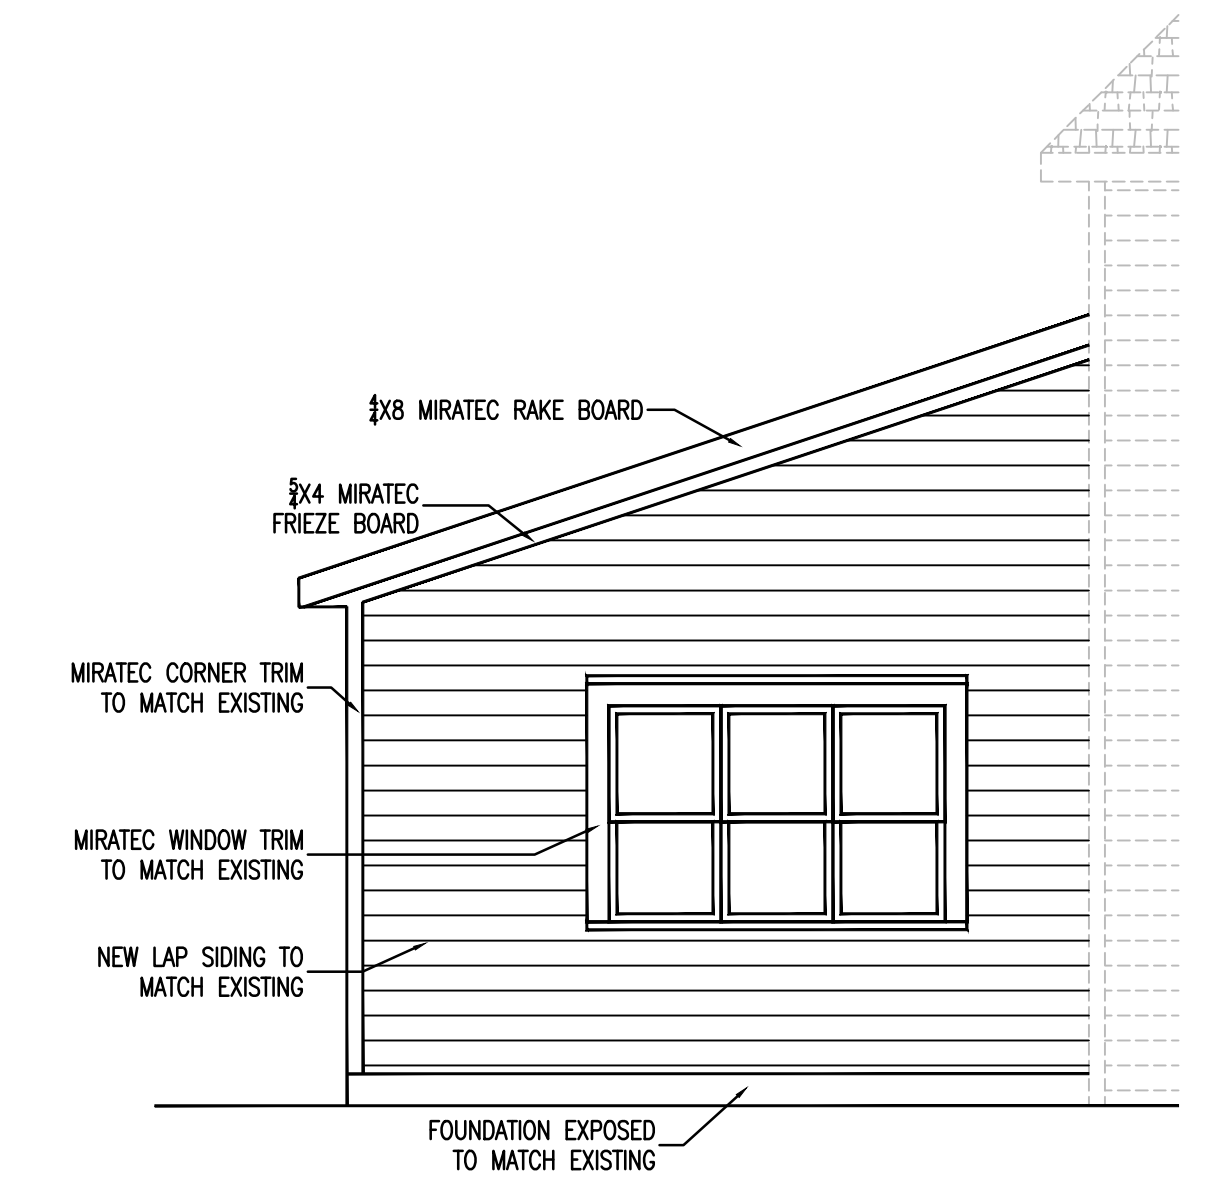 4/4X8 MIRATEC RAKE BOARD
5/4X4 MIRATEC
FRIEZE BOARD
MIRATEC CORNER TRIM
TO MATCH EXISTING
MIRATEC WINDOW TRIM
TO MATCH EXISTING
NEW LAP SIDING TO
MATCH EXISTING
FOUNDATION EXPOSED
TO MATCH EXISTING